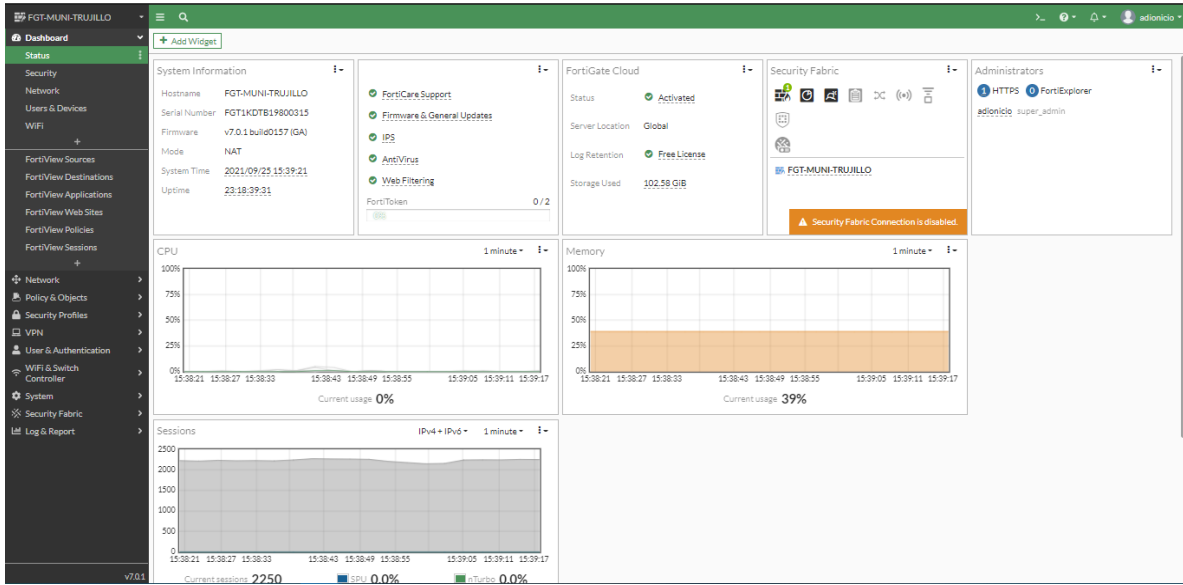 FGT-MUNI-TRUJILLO
adionicio
Dashboard
Status
Security
Network
Users & Devices
WiFi
+
FortiView Sources
FortiView Destinations
FortiView Applications
FortiView Web Sites
FortiView Policies
FortiView Sessions
+
Network
Policy & Objects
Security Profiles
VPN
User & Authentication
WiFi & Switch
Controller
System
Security Fabric
Log & Report
v7.0.1
+ Add Widget
System Information
Hostname FGT-MUNI-TRUJILLO
Serial Number FGT1KDTB19800315
Firmware v7.0.1 build0157 (GA)
Mode NAT
System Time 2021/09/25 15:39:21
Uptime 23:18:39:31
FortiCare Support
Firmware & General Updates
IPS
AntiVirus
Web Filtering
FortiToken 0 / 2
FortiGate Cloud
Status Activated
Server Location Global
Log Retention Free License
Storage Used 102.58 GiB
Security Fabric
1
FGT-MUNI-TRUJILLO
Security Fabric Connection is disabled.
Administrators
1 HTTPS 0 FortiExplorer
adionicio super_admin
CPU 1 minute
100%
75%
50%
25%
0%
15:38:21 15:38:27 15:38:33 15:38:43 15:38:49 15:38:55 15:39:05 15:39:11 15:39:17
Current usage 0%
Memory 1 minute
100%
75%
50%
25%
0%
15:38:21 15:38:27 15:38:33 15:38:43 15:38:49 15:38:55 15:39:05 15:39:11 15:39:17
Current usage 39%
Sessions IPv4 + IPv6 1 minute
2500
2000
1500
1000
500
0
15:38:21 15:38:27 15:38:33 15:38:43 15:38:49 15:38:55 15:39:05 15:39:11 15:39:17
Current sessions 2250 SPU 0.0% nTurbo 0.0%